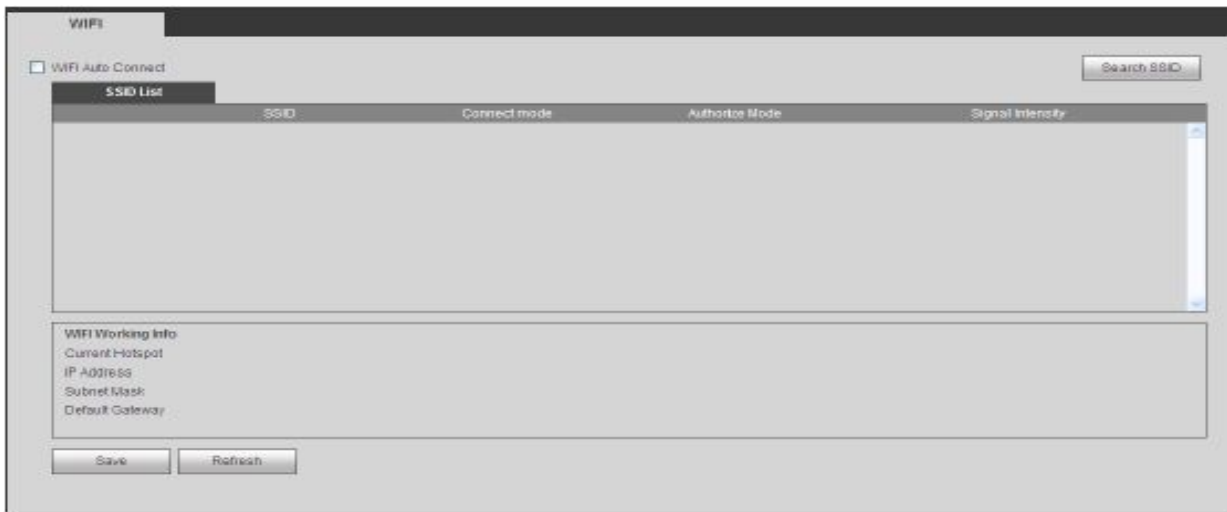 WIFI
WIFI Auto Connect
Search SSID
SSID List
SSID Connect mode Authorize Mode Signal Intensity
WIFI Working Info
Current Hotspot
IP Address
Subnet Mask
Default Gateway
Save Refresh